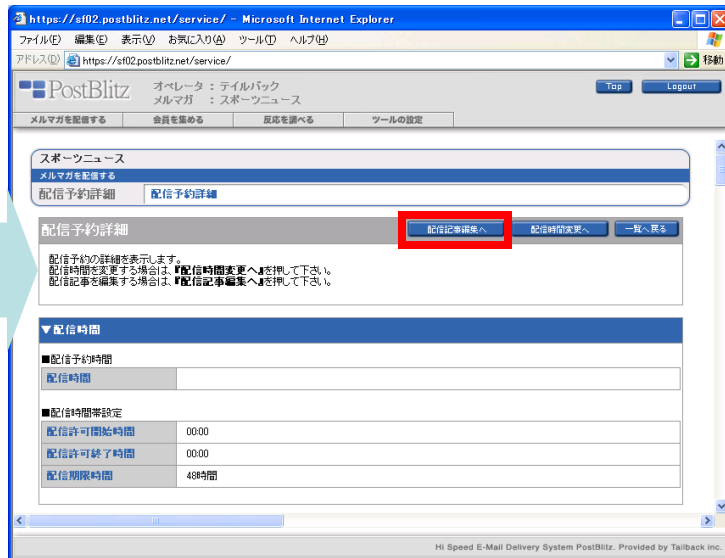 https://sf02.postblitz.net/service/ - Microsoft Internet Explorer
ファイル(F) 編集(E) 表示(V) お気に入り(A) ツール(T) ヘルプ(H)
アドレス(D) https://sf02.postblitz.net/service/ 移動
PostBlitz オペレータ : テイルバック Top Logout
メルマガ : スポーツニュース
メルマガを配信する 会員を集める 反応を調べる ツールの設定
スポーツニュース
メルマガを配信する
配信予約詳細 配信予約詳細
配信予約詳細 配信記事編集へ 配信時間変更へ 一覧へ戻る
配信予約の詳細を表示します。
配信時間を変更する場合は、『配信時間変更へ』を押して下さい。
配信記事を編集する場合は、『配信記事編集へ』を押して下さい。
▼配信時間
■配信予約時間
配信時間
■配信時間帯設定
配信許可開始時間 00:00
配信許可終了時間 00:00
配信期限時間 48時間
Hi Speed E-Mail Delivery System PostBlitz. Provided by Tailback inc.